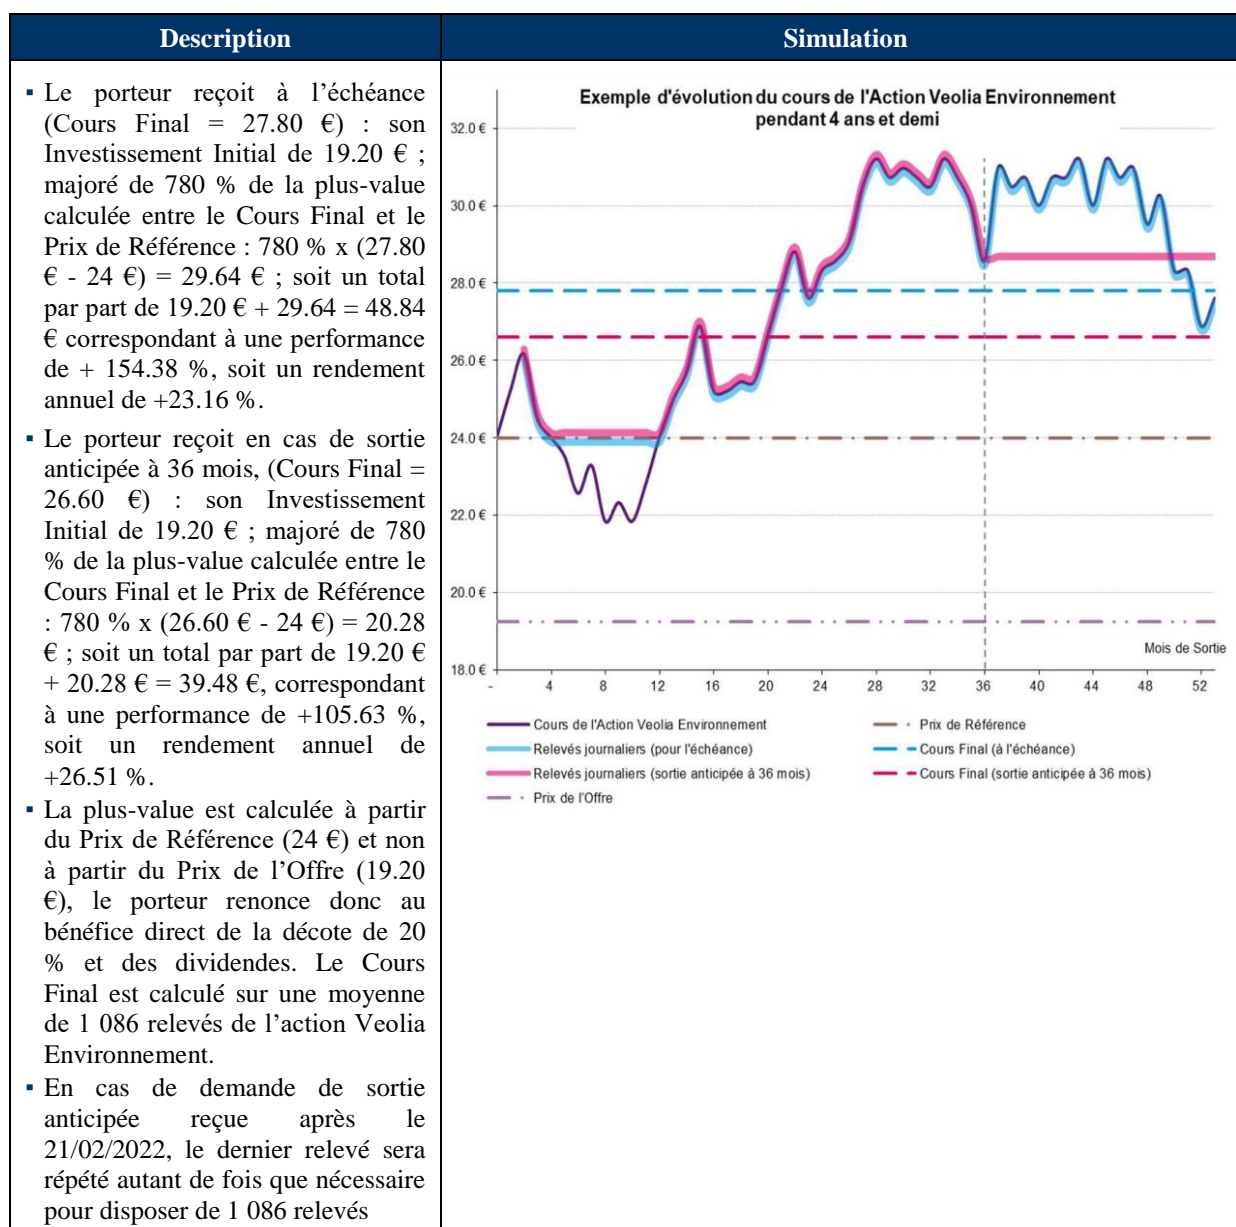 Description
Simulation
▪ Le porteur reçoit à l’échéance
(Cours Final = 27.80 €) : son
Investissement Initial de 19.20 € ;
majoré de 780 % de la plus-value
calculée entre le Cours Final et le
Prix de Référence : 780 % x (27.80
€ - 24 €) = 29.64 € ; soit un total
par part de 19.20 € + 29.64 = 48.84
€ correspondant à une performance
de + 154.38 %, soit un rendement
annuel de +23.16 %.
▪ Le porteur reçoit en cas de sortie
anticipée à 36 mois, (Cours Final =
26.60 €) : son Investissement
Initial de 19.20 € ; majoré de 780
% de la plus-value calculée entre le
Cours Final et le Prix de Référence
: 780 % x (26.60 € - 24 €) = 20.28
€ ; soit un total par part de 19.20 €
+ 20.28 € = 39.48 €, correspondant
à une performance de +105.63 %,
soit un rendement annuel de
+26.51 %.
▪ La plus-value est calculée à partir
du Prix de Référence (24 €) et non
à partir du Prix de l’Offre (19.20
€), le porteur renonce donc au
bénéfice direct de la décote de 20
% et des dividendes. Le Cours
Final est calculé sur une moyenne
de 1 086 relevés de l’action Veolia
Environnement.
▪ En cas de demande de sortie
anticipée reçue après le
21/02/2022, le dernier relevé sera
répété autant de fois que nécessaire
pour disposer de 1 086 relevés
Exemple d'évolution du cours de l'Action Veolia Environnement
pendant 4 ans et demi
32.0 €
30.0 €
28.0 €
26.0 €
24.0 €
22.0 €
20.0 €
18.0 €
Mois de Sortie
- 4 8 12 16 20 24 28 32 36 40 44 48 52
Cours de l'Action Veolia Environnement
Prix de Référence
Relevés journaliers (pour l'échéance)
Cours Final (à l'échéance)
Relevés journaliers (sortie anticipée à 36 mois)
Cours Final (sortie anticipée à 36 mois)
Prix de l'Offre